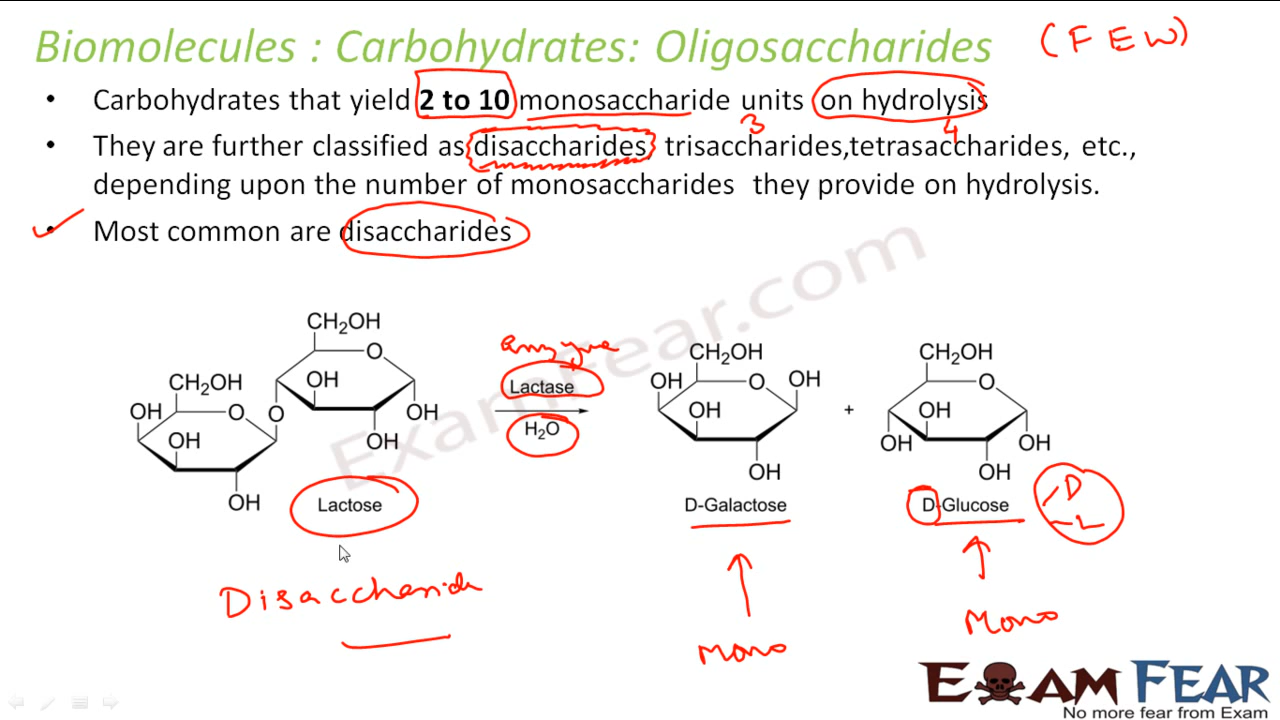 Biomolecules : Carbohydrates: Oligosaccharides (FEW)
• Carbohydrates that yield 2 to 10 monosaccharide units on hydrolysis
3 4
• They are further classified as disaccharides, trisaccharides,tetrasaccharides, etc.,
depending upon the number of monosaccharides they provide on hydrolysis.
• Most common are disaccharides
ExamFear.com
CH₂OH
O
OH
OH
OH
CH₂OH
OH
O
O
OH
OH
Lactose
Enzyme
Lactase
H₂O
CH₂OH
OH
O
OH
OH
OH
D-Galactose
+
CH₂OH
O
OH
OH
OH
OH
D-Glucose
-D
-L
Disaccharide
Mono
Mono
EXAM FEAR
No more fear from Exam